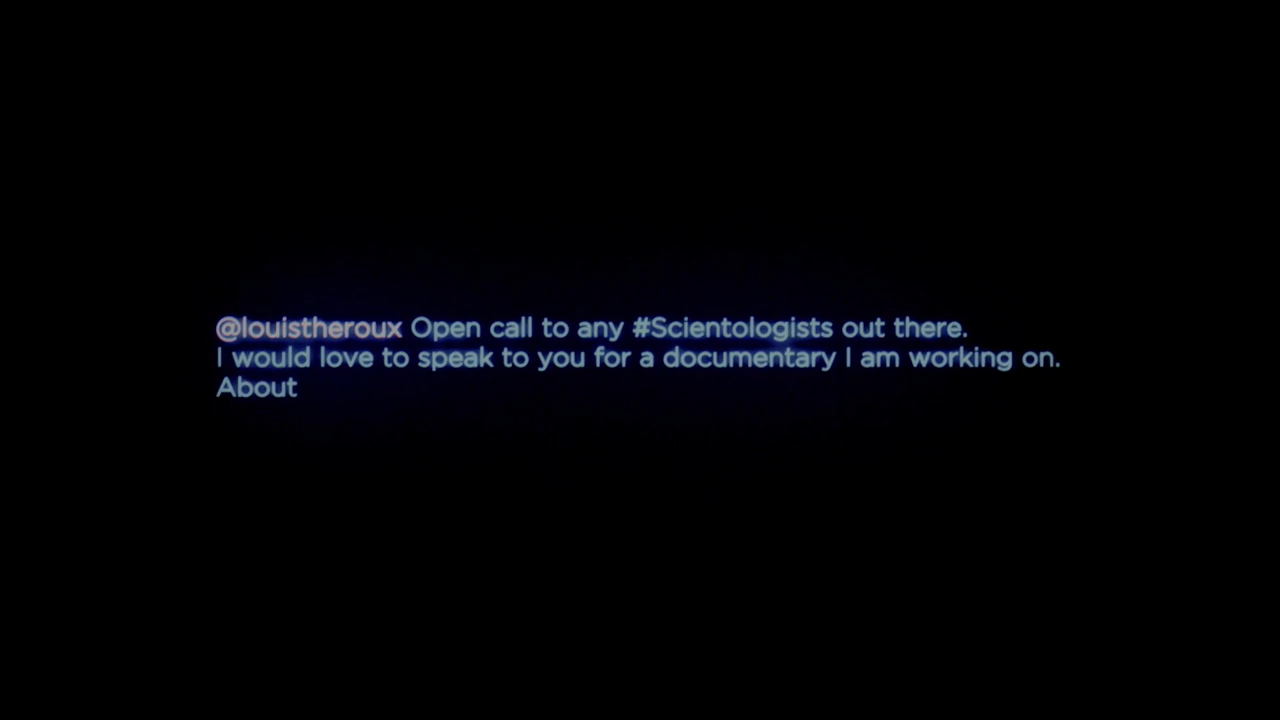 @louistheroux Open call to any #Scientologists out there.
I would love to speak to you for a documentary I am working on.
About